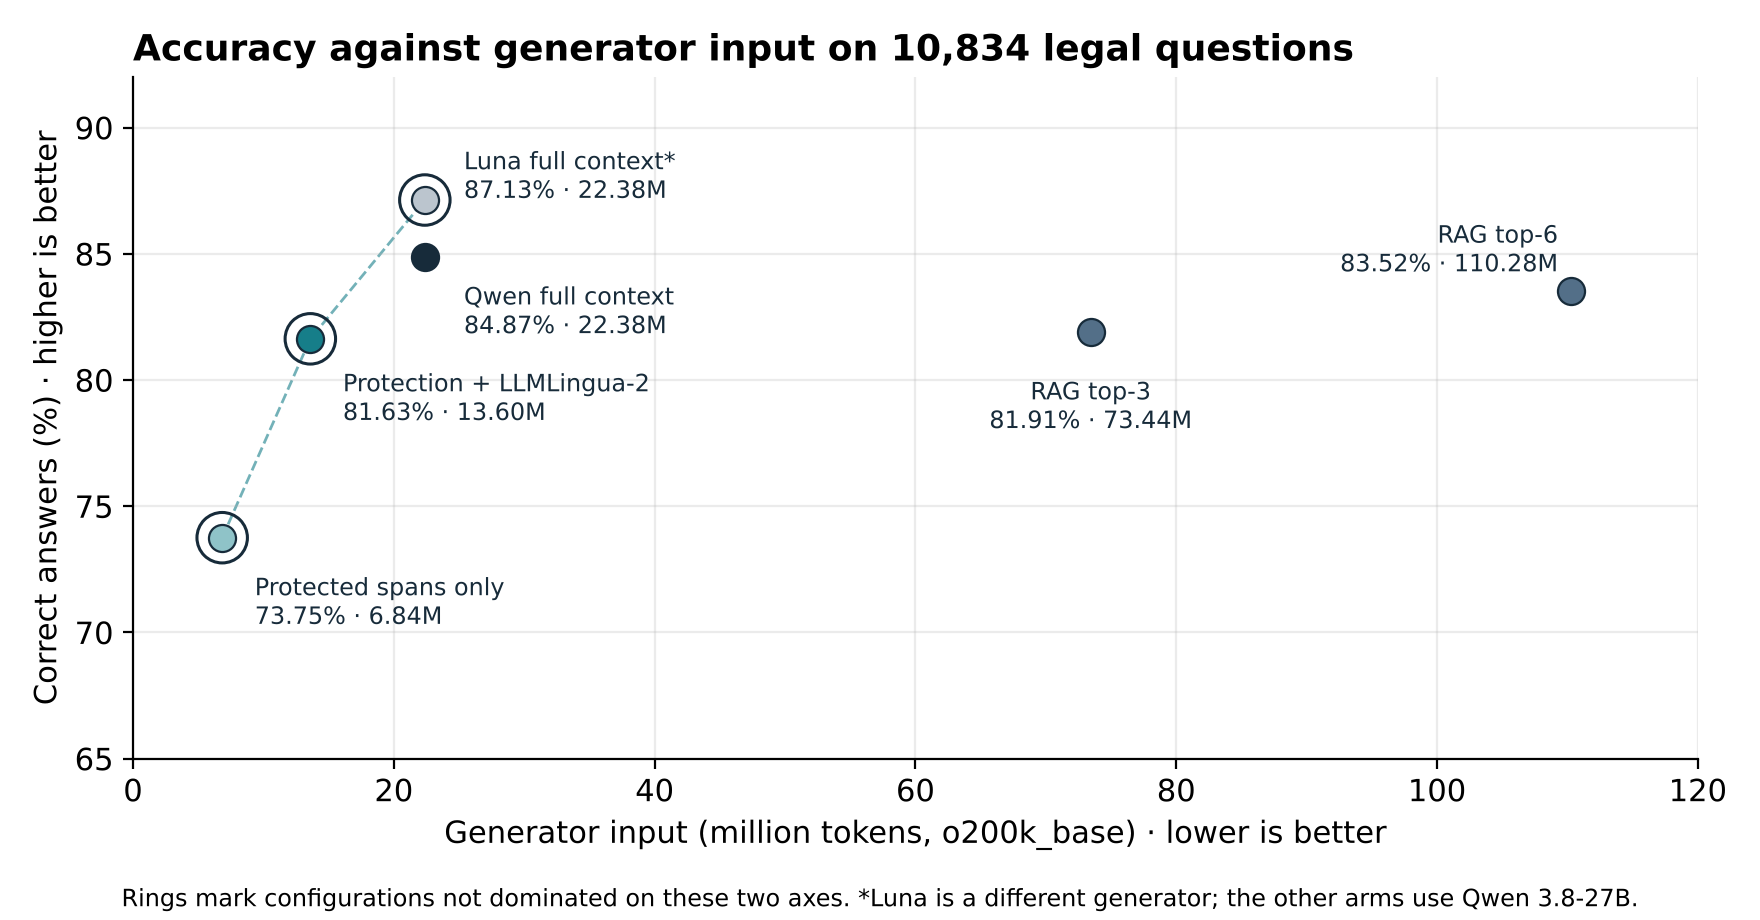 Accuracy against generator input on 10,834 legal questions
Correct answers (%) · higher is better
90
85
80
75
70
65
Luna full context*
87.13% · 22.38M
Qwen full context
84.87% · 22.38M
Protection + LLMLingua-2
81.63% · 13.60M
Protected spans only
73.75% · 6.84M
RAG top-3
81.91% · 73.44M
RAG top-6
83.52% · 110.28M
0
20
40
60
80
100
120
Generator input (million tokens, o200k_base) · lower is better
Rings mark configurations not dominated on these two axes. *Luna is a different generator; the other arms use Qwen 3.8-27B.